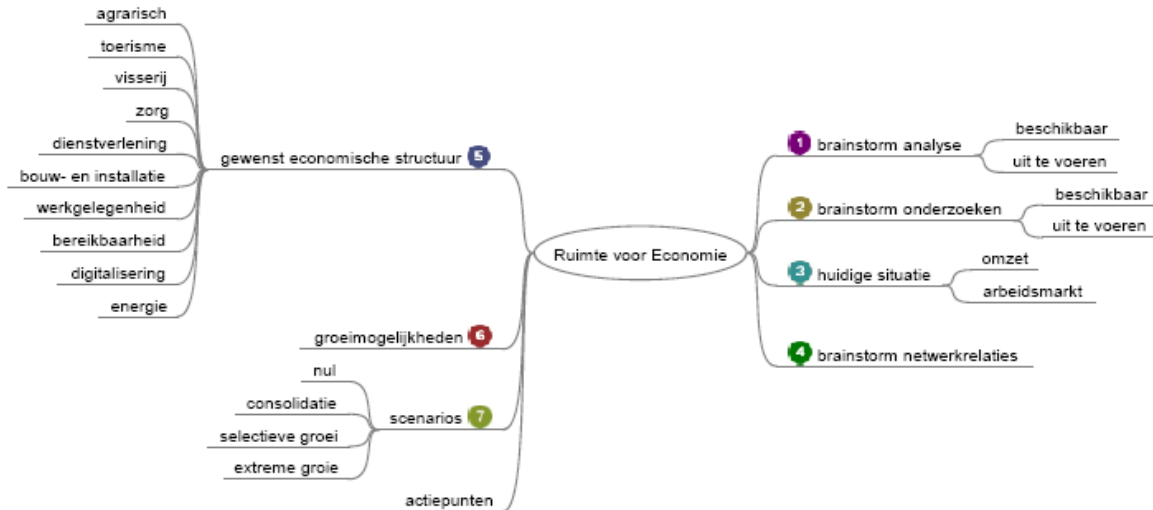 Ruimte voor Economie
1 brainstorm analyse
beschikbaar
uit te voeren
2 brainstorm onderzoeken
beschikbaar
uit te voeren
3 huidige situatie
omzet
arbeidsmarkt
4 brainstorm netwerkrelaties
gewenst economische structuur 5
agrarisch
toerisme
visserij
zorg
dienstverlening
bouw- en installatie
werkgelegenheid
bereikbaarheid
digitalisering
energie
groeimogelijkheden 6
scenarios 7
nul
consolidatie
selectieve groei
extreme groie
actiepunten